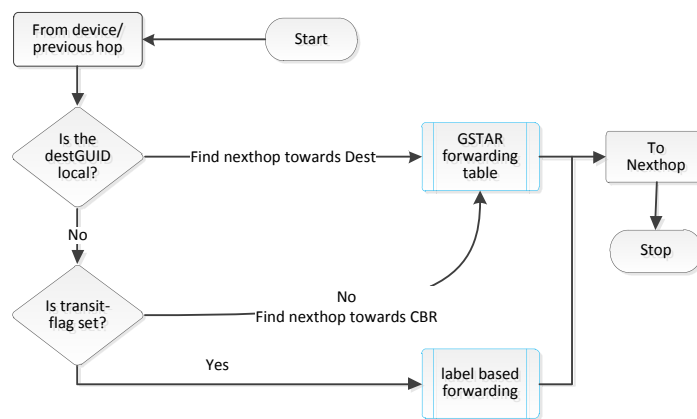 From device/
previous hop
Start
Is the
destGUID
local?
Find nexthop towards Dest
GSTAR
forwarding
table
To
Nexthop
No
Stop
Is transit-
flag set?
No
Find nexthop towards CBR
Yes
label based
forwarding